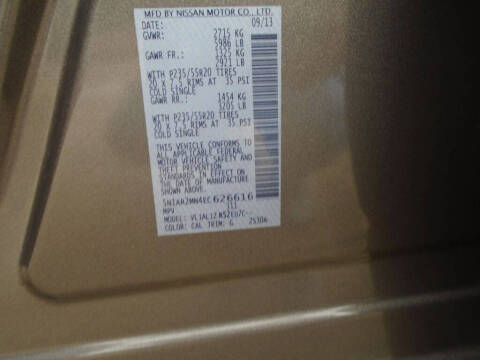 MFD BY NISSAN MOTOR CO., LTD.
DATE: 09/13
GVWR: 2715 KG
5986 LB
GAWR FR: 1325 KG
2921 LB
WITH P235/55R20 TIRES
20 X 7.5 RIMS AT 35 PSI
COLD SINGLE
GAWR RR: 1454 KG
3205 LB
WITH P235/55R20 TIRES
20 X 7.5 RIMS AT 35 PSI
COLD SINGLE
THIS VEHICLE CONFORMS TO
ALL APPLICABLE FEDERAL
MOTOR VEHICLE SAFETY AND
THEFT PREVENTION
STANDARDS IN EFFECT ON
THE DATE OF MANUFACTURE
SHOWN ABOVE.
5N1AR2MN4EC626616
MPV
MODEL:
COLOR: CAL TRIM: G